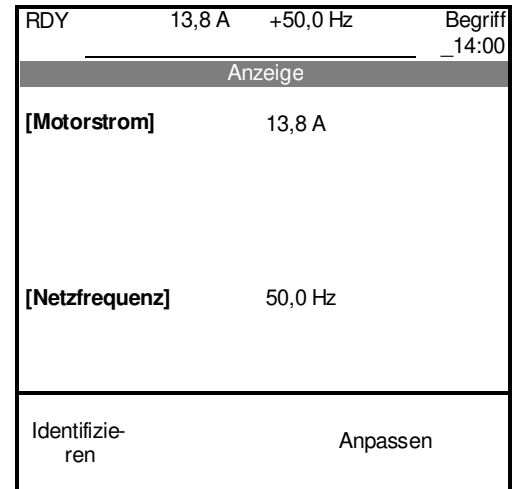 RDY 13,8 A +50,0 Hz Begriff
_14:00
Anzeige
[Motorstrom] 13,8 A
[Netzfrequenz] 50,0 Hz
Identifizie-
ren
Anpassen